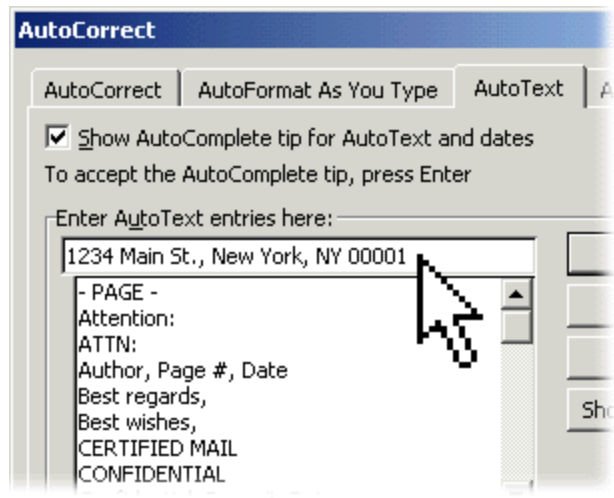 AutoCorrect
AutoCorrect AutoFormat As You Type AutoText A
Show AutoComplete tip for AutoText and dates
To accept the AutoComplete tip, press Enter
Enter AutoText entries here:
1234 Main St., New York, NY 00001
- PAGE -
Attention:
ATTN:
Author, Page #, Date
Best regards,
Best wishes,
Sho
CERTIFIED MAIL
CONFIDENTIAL